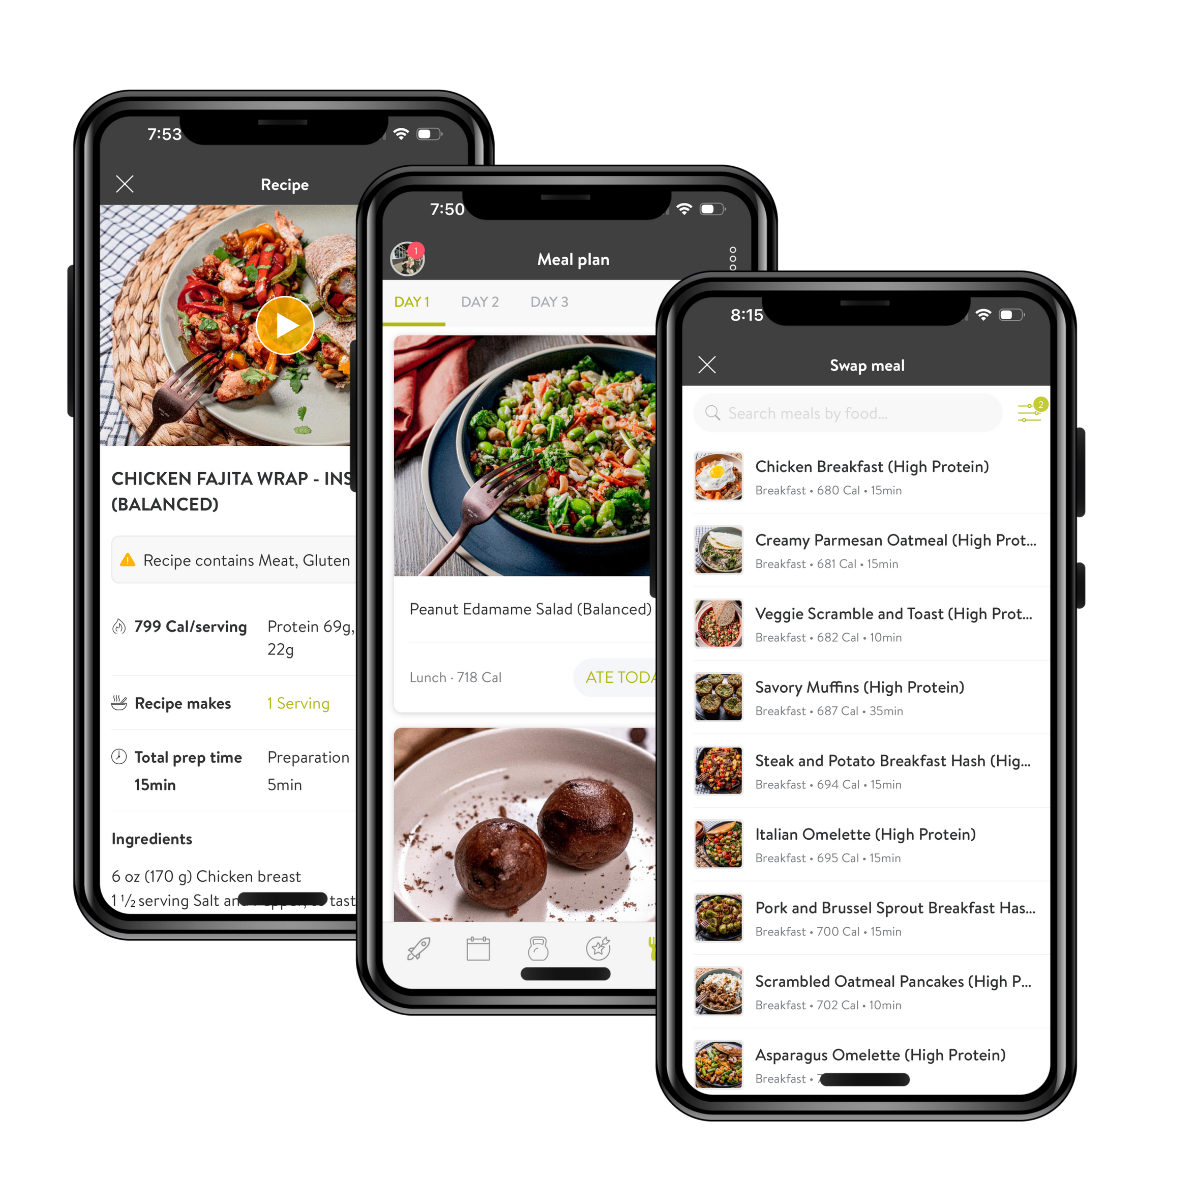 7:53
Recipe
CHICKEN FAJITA WRAP - INS
(BALANCED)
Recipe contains Meat, Gluten
799 Cal/serving
Protein 69g,
22g
Recipe makes
1 Serving
Total prep time
15min
Preparation
5min
Ingredients
6 oz (170 g) Chicken breast
1 1/2 serving Salt and
7:50
1
Meal plan
DAY 1
DAY 2
DAY 3
Peanut Edamame Salad (Balanced)
Lunch · 718 Cal
ATE TODA
8:15
Swap meal
Search meals by food...
2
Chicken Breakfast (High Protein)
Breakfast • 680 Cal • 15min
Creamy Parmesan Oatmeal (High Prot...
Breakfast • 681 Cal • 15min
Veggie Scramble and Toast (High Prot...
Breakfast • 682 Cal • 10min
Savory Muffins (High Protein)
Breakfast • 687 Cal • 35min
Steak and Potato Breakfast Hash (Hig...
Breakfast • 694 Cal • 15min
Italian Omelette (High Protein)
Breakfast • 695 Cal • 15min
Pork and Brussel Sprout Breakfast Has...
Breakfast • 700 Cal • 15min
Scrambled Oatmeal Pancakes (High P...
Breakfast • 702 Cal • 10min
Asparagus Omelette (High Protein)
Breakfast •